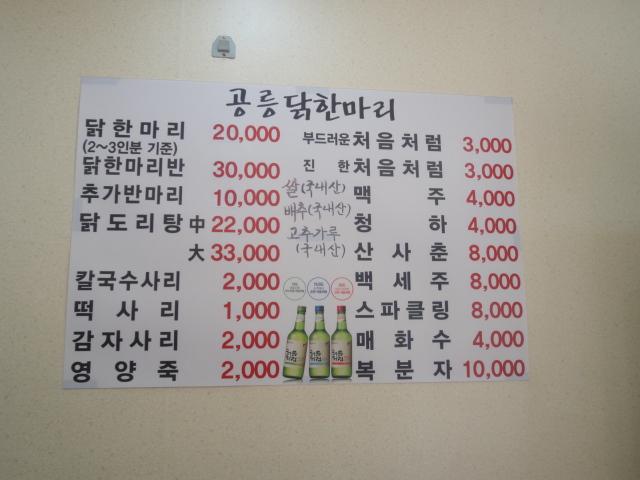 공릉닭한마리
닭한마리 20,000
(2~3인분 기준)
닭한마리반 30,000
추가반마리 10,000
닭도리탕 中 22,000
大 33,000
칼국수사리 2,000
떡사리 1,000
감자사리 2,000
영양죽 2,000
쌀(국내산)
배추(국내산)
고추가루
(국내산)
부드러운 처음처럼 3,000
진한 처음처럼 3,000
맥주 4,000
청하 4,000
산사춘 8,000
백세주 8,000
스파클링 8,000
매화수 4,000
복분자 10,000